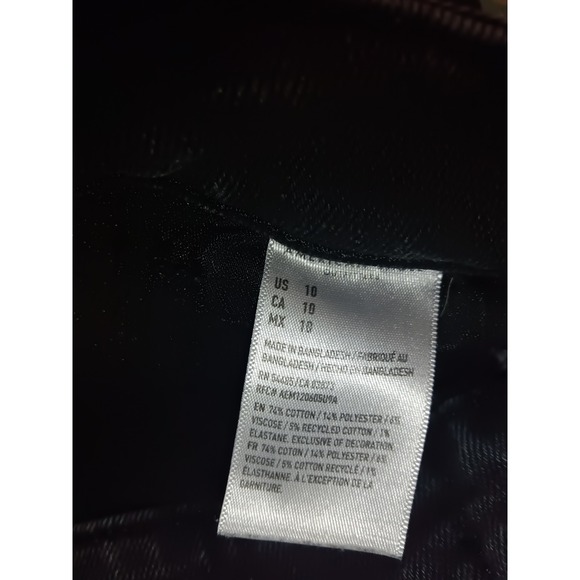 US 10
CA 10
MX 10
MADE IN BANGLADESH / FABRIQUÉ AU
BANGLADESH / HECHO EN BANGLADESH
RN 54485/CA 03873
RFC# AEM120605U9A
EN 74% COTTON / 14% POLYESTER / 6%
VISCOSE / 5% RECYCLED COTTON / 1%
ELASTANE. EXCLUSIVE OF DECORATION.
FR 74% COTON / 14% POLYESTER / 6%
VISCOSE / 5% COTON RECYCLÉ / 1%
ÉLASTHANNE. À L'EXCEPTION DE LA
GARNITURE.